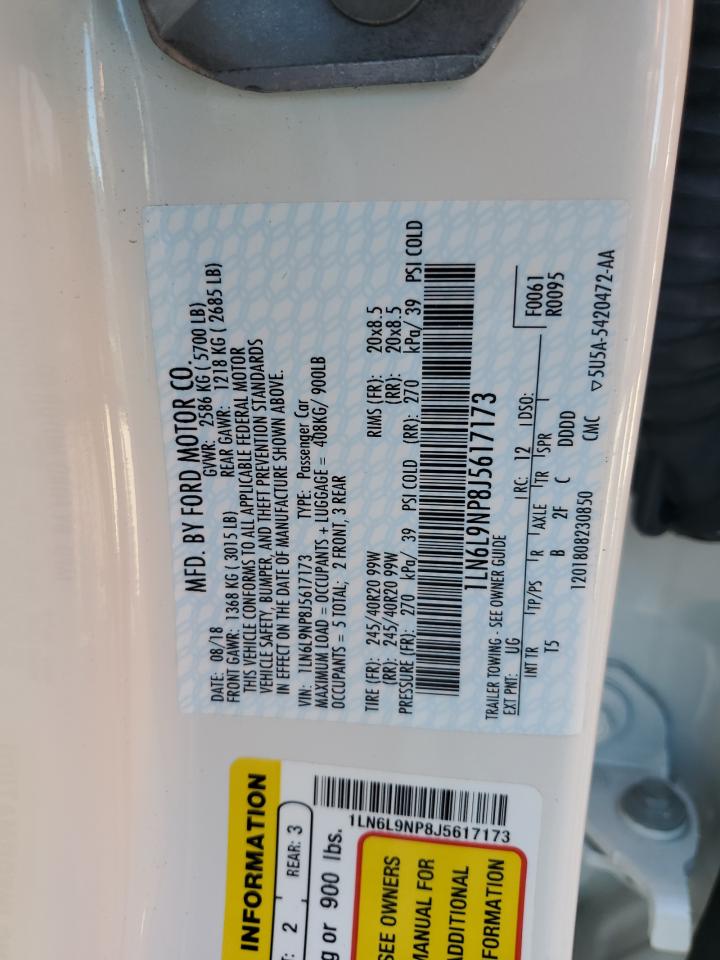 MFD. BY FORD MOTOR CO.
DATE: 08/18 GVWR: 2586 KG ( 5700 LB)
FRONT GAWR: 1368 KG ( 3015 LB) REAR GAWR: 1218 KG ( 2685 LB)
THIS VEHICLE CONFORMS TO ALL APPLICABLE FEDERAL MOTOR
VEHICLE SAFETY, BUMPER, AND THEFT PREVENTION STANDARDS
IN EFFECT ON THE DATE OF MANUFACTURE SHOWN ABOVE.
VIN: 1LN6L9NP8J5617173 TYPE: Passenger Car
MAXIMUM LOAD = OCCUPANTS + LUGGAGE = 408KG/ 900LB
OCCUPANTS = 5 TOTAL; 2 FRONT, 3 REAR
TIRE (FR): 245/40R20 99W RIMS (FR): 20x8.5
(RR): 245/40R20 99W (RR): 20x8.5
PRESSURE (FR): 270 kPa/ 39 PSI COLD (RR): 270 kPa/ 39 PSI COLD
1LN6L9NP8J5617173
TRAILER TOWING - SEE OWNER GUIDE
EXT PNT: UG RC: 12 DSO: F0061
R0095
INT TR TP/PS R AXLE TR SPR
T5 B 2F C DDDD
1201808230850 CMC ▽5U5A-5420472-AA
INFORMATION
2 REAR: 3
or 900 lbs.
1LN6L9NP8J5617173
SEE OWNERS
MANUAL FOR
ADDITIONAL